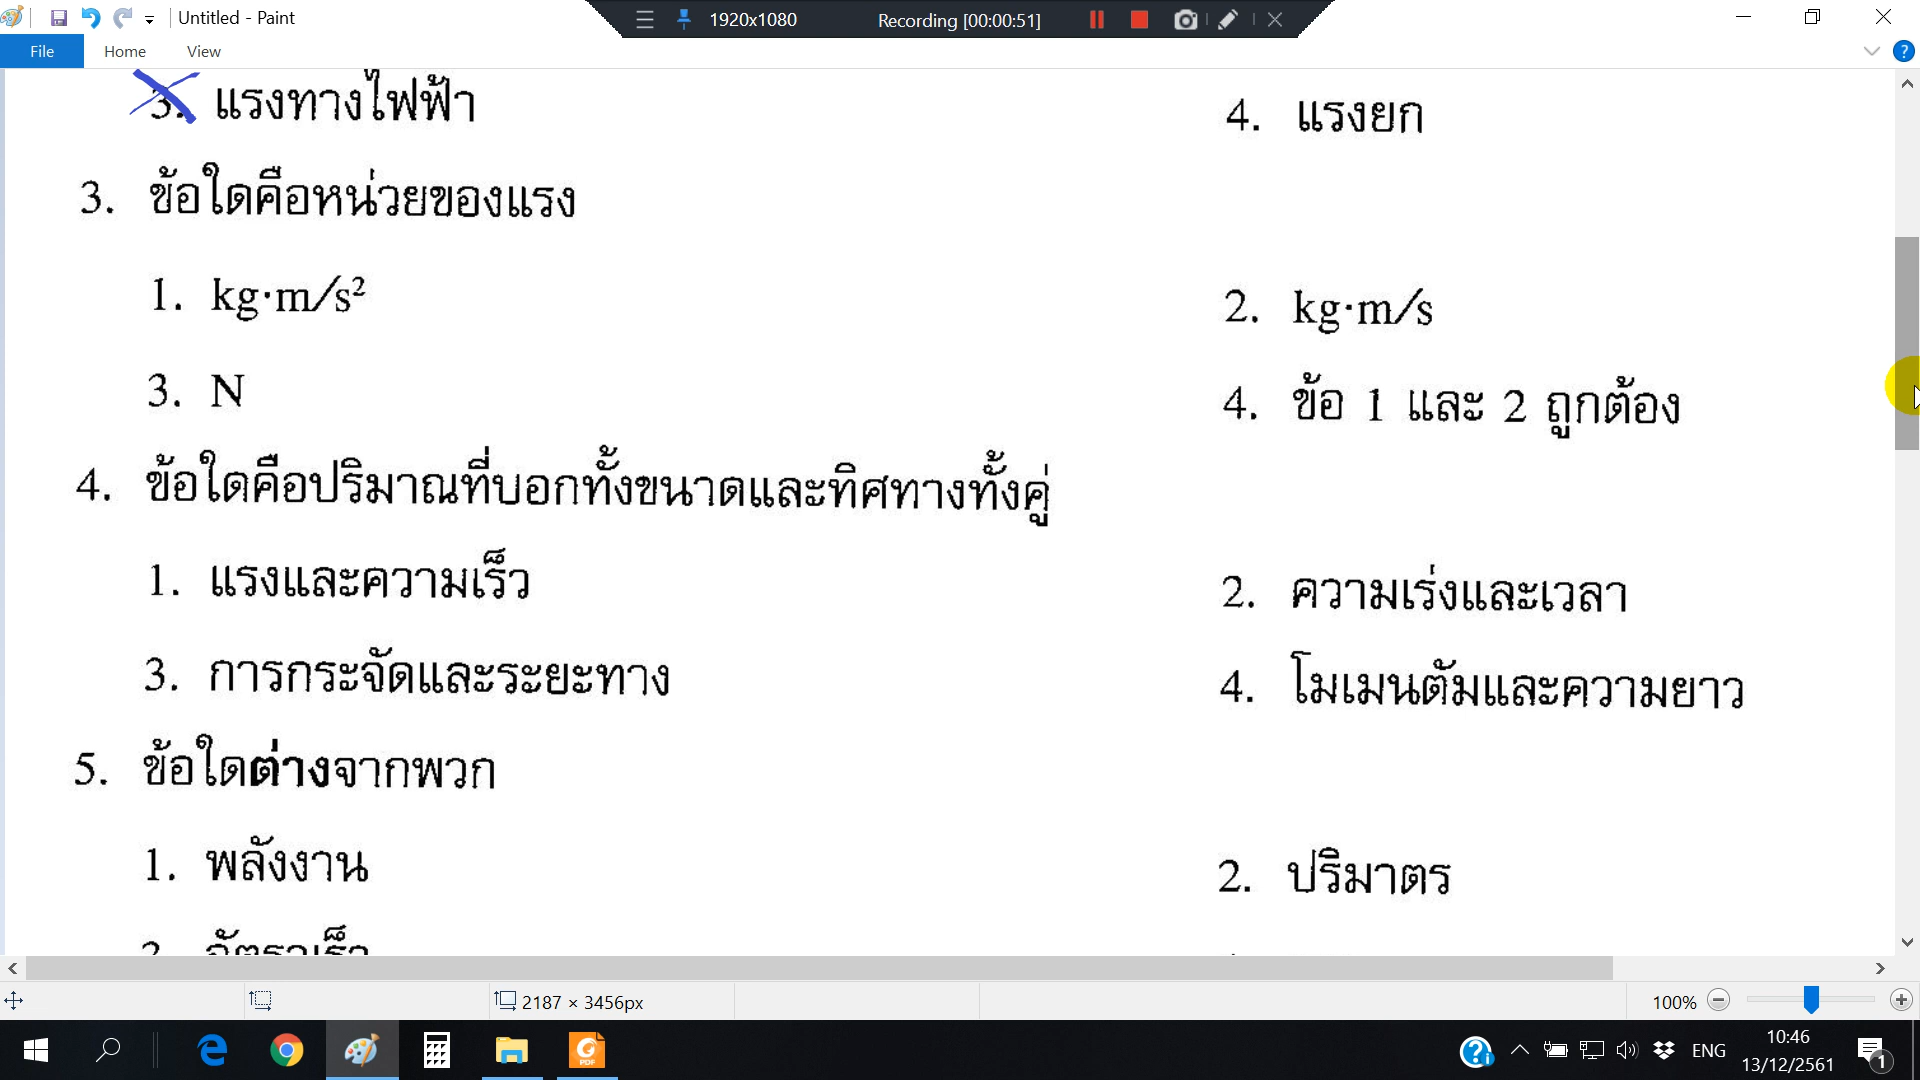 Untitled - Paint
1920x1080 Recording [00:00:51]
File Home View
3. แรงทางไฟฟ้า 4. แรงยก
3. ข้อใดคือหน่วยของแรง
1. kg·m/s² 2. kg·m/s
3. N 4. ข้อ 1 และ 2 ถูกต้อง
4. ข้อใดคือปริมาณที่บอกทั้งขนาดและทิศทางทั้งคู่
1. แรงและความเร็ว 2. ความเร่งและเวลา
3. การกระจัดและระยะทาง 4. โมเมนตัมและความยาว
5. ข้อใดต่างจากพวก
1. พลังงาน 2. ปริมาตร
2187 × 3456px 100%
ENG 10:46
13/12/2561 1
PDF